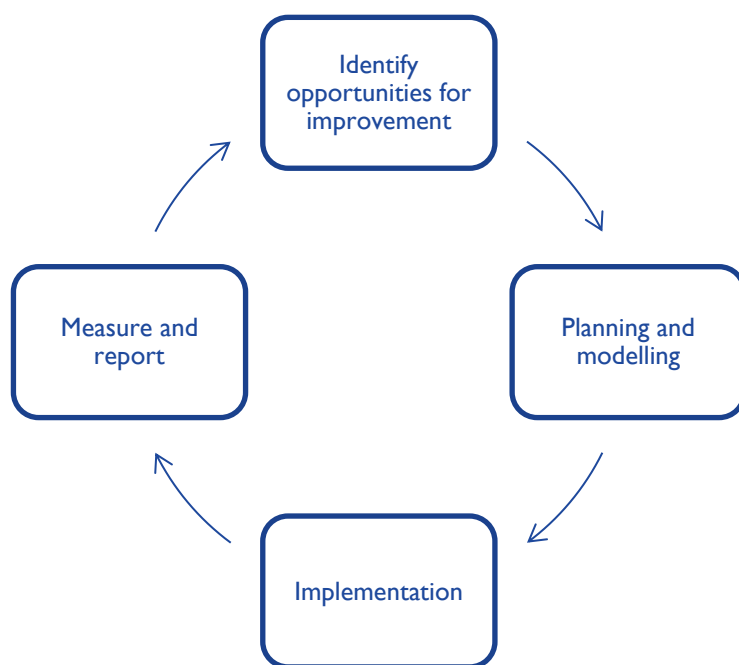 Identify
opportunities for
improvement
Planning and
modelling
Implementation
Measure and
report